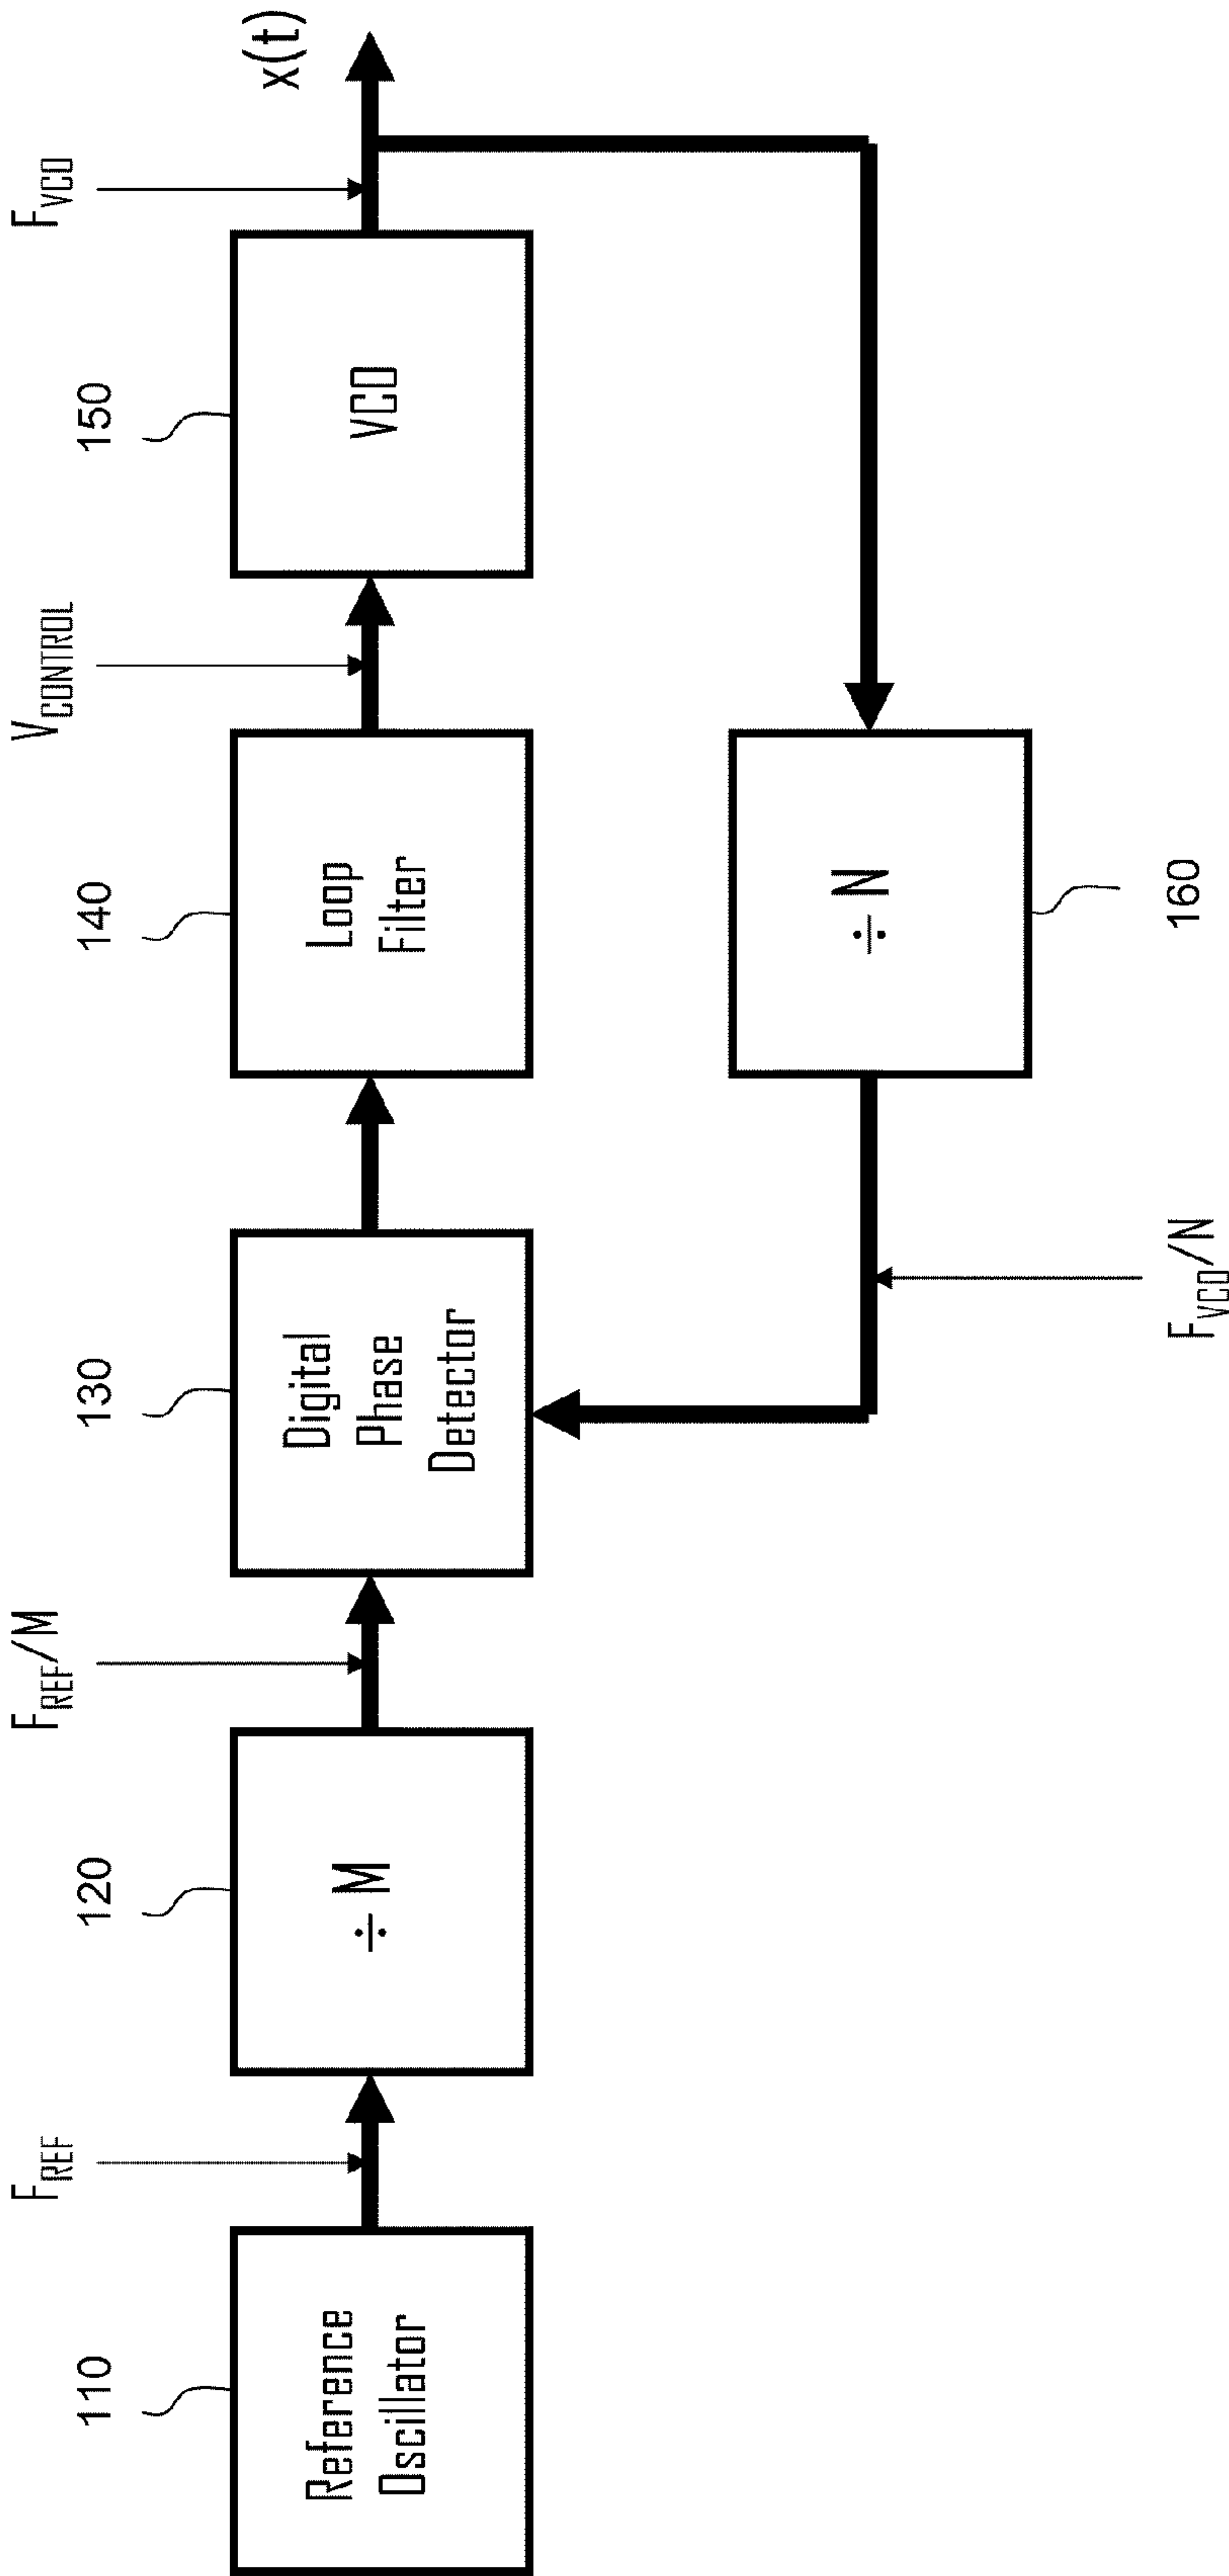 F_REF
F_REF/M
V_CONTROL
F_VCO
110
120
130
140
150
Reference
Oscillator
÷ M
Digital
Phase
Detector
Loop
Filter
VCO
x(t)
÷ N
160
F_VCO/N